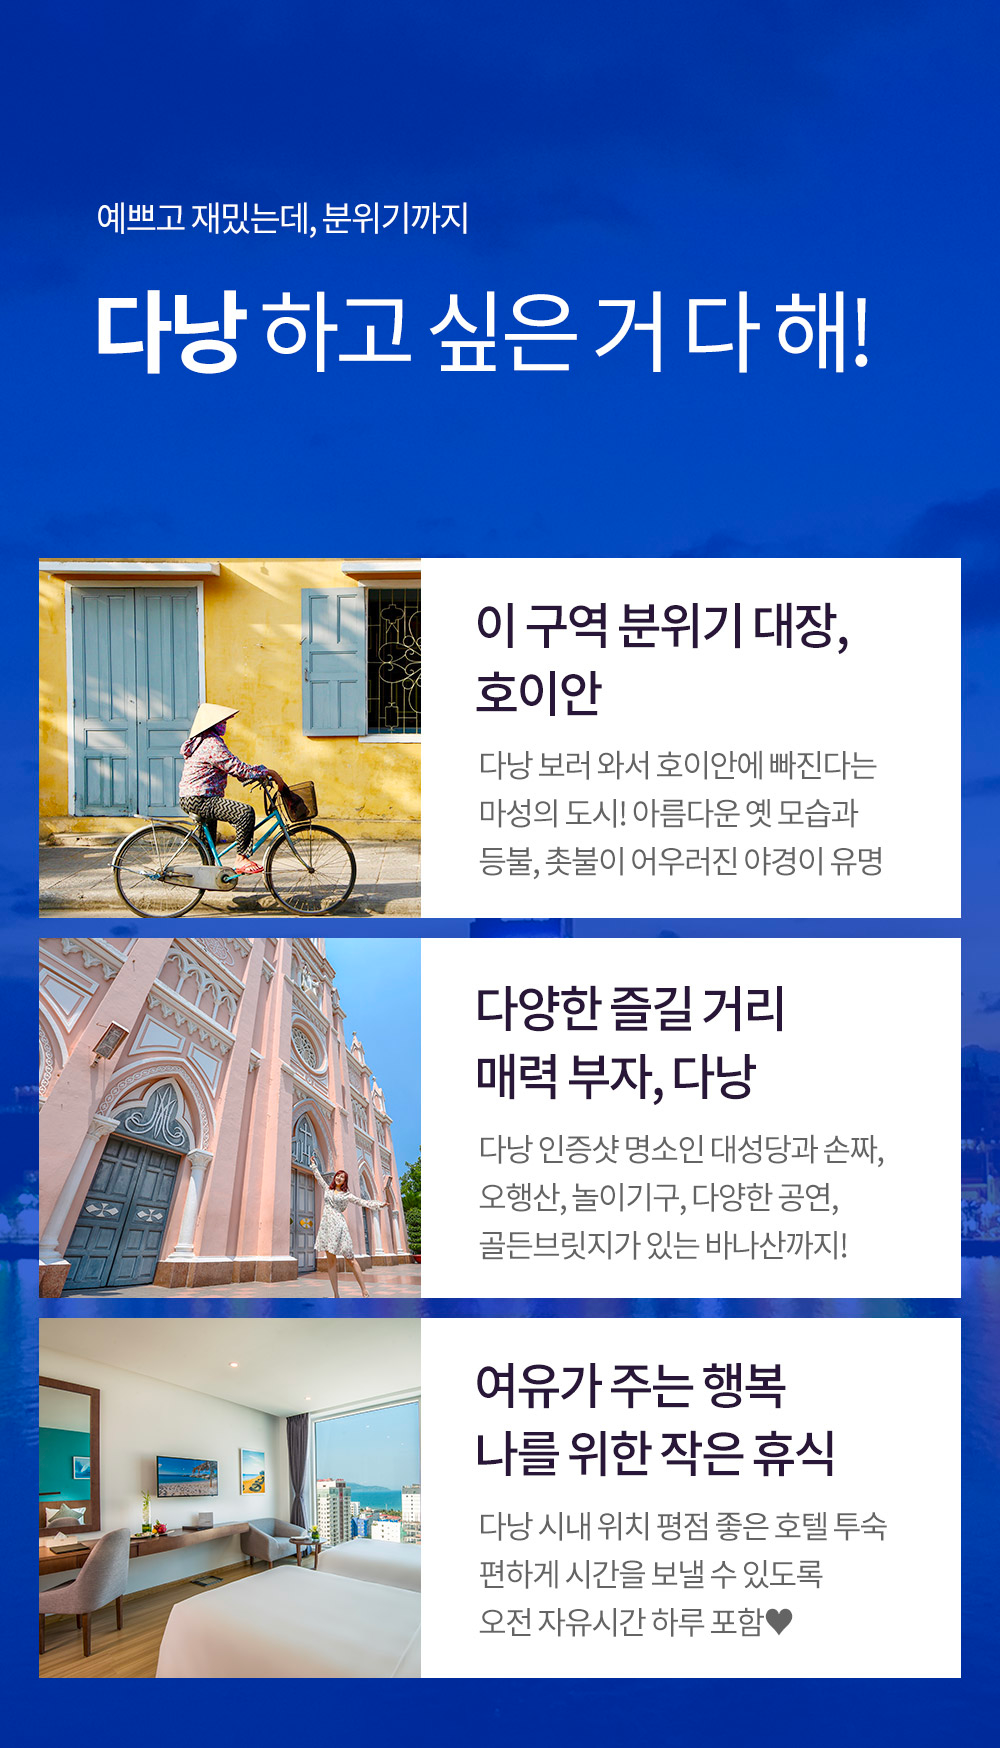 예쁘고 재밌는데, 분위기까지
다낭 하고 싶은 거 다 해!
이 구역 분위기 대장,
호이안
다낭 보러 와서 호이안에 빠진다는
마성의 도시! 아름다운 옛 모습과
등불, 촛불이 어우러진 야경이 유명
다양한 즐길 거리
매력 부자, 다낭
다낭 인증샷 명소인 대성당과 손짜,
오행산, 놀이기구, 다양한 공연,
골든브릿지가 있는 바나산까지!
여유가 주는 행복
나를 위한 작은 휴식
다낭 시내 위치 평점 좋은 호텔 투숙
편하게 시간을 보낼 수 있도록
오전 자유시간 하루 포함♥